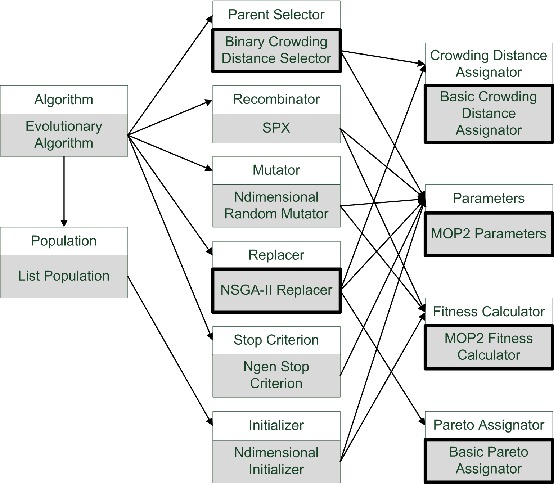 Algorithm
Evolutionary
Algorithm
Population
List Population
Parent Selector
Binary Crowding
Distance Selector
Recombinator
SPX
Mutator
Ndimensional
Random Mutator
Replacer
NSGA-II Replacer
Stop Criterion
Ngen Stop
Criterion
Initializer
Ndimensional
Initializer
Crowding Distance
Assignator
Basic Crowding
Distance
Assignator
Parameters
MOP2 Parameters
Fitness Calculator
MOP2 Fitness
Calculator
Pareto Assignator
Basic Pareto
Assignator